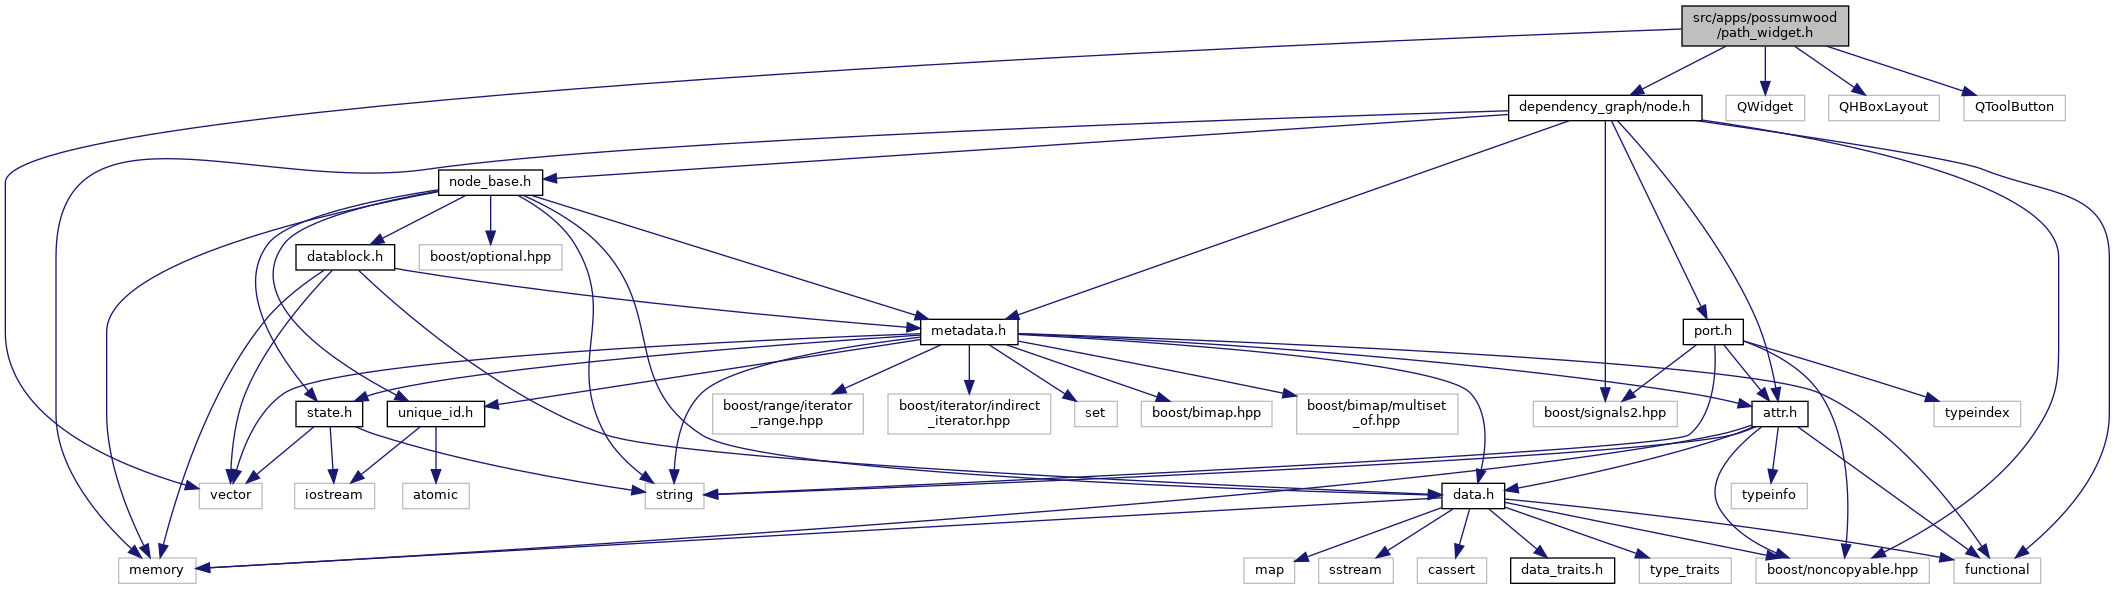 src/apps/possumwood
/path_widget.h
dependency_graph/node.h
QWidget
QHBoxLayout
QToolButton
node_base.h
datablock.h
boost/optional.hpp
metadata.h
port.h
boost/range/iterator
_range.hpp
boost/iterator/indirect
_iterator.hpp
set
boost/bimap.hpp
boost/bimap/multiset
_of.hpp
boost/signals2.hpp
attr.h
typeindex
state.h
unique_id.h
vector
iostream
atomic
string
data.h
typeinfo
memory
map
sstream
cassert
data_traits.h
type_traits
boost/noncopyable.hpp
functional